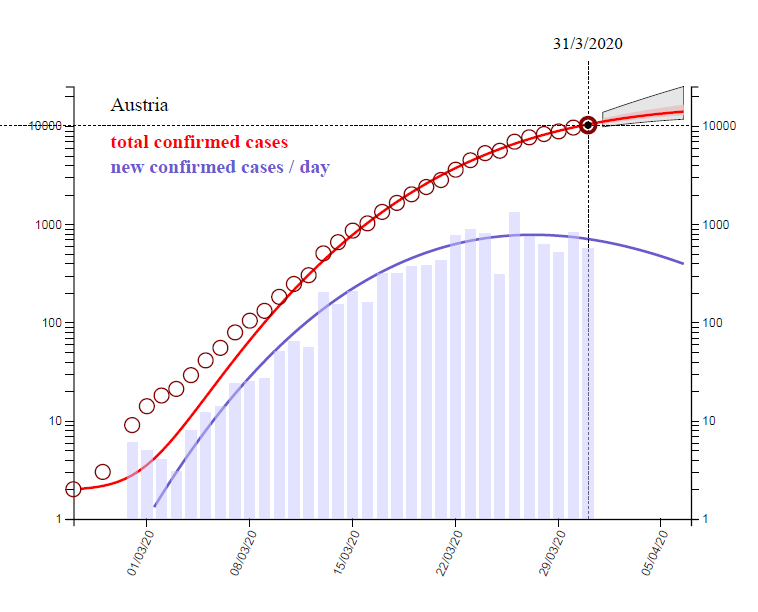 31/3/2020
Austria
10000 10000
total confirmed cases
new confirmed cases / day
1000 1000
100 100
10 10
1 1
01/03/20 08/03/20 15/03/20 22/03/20 29/03/20 05/04/20